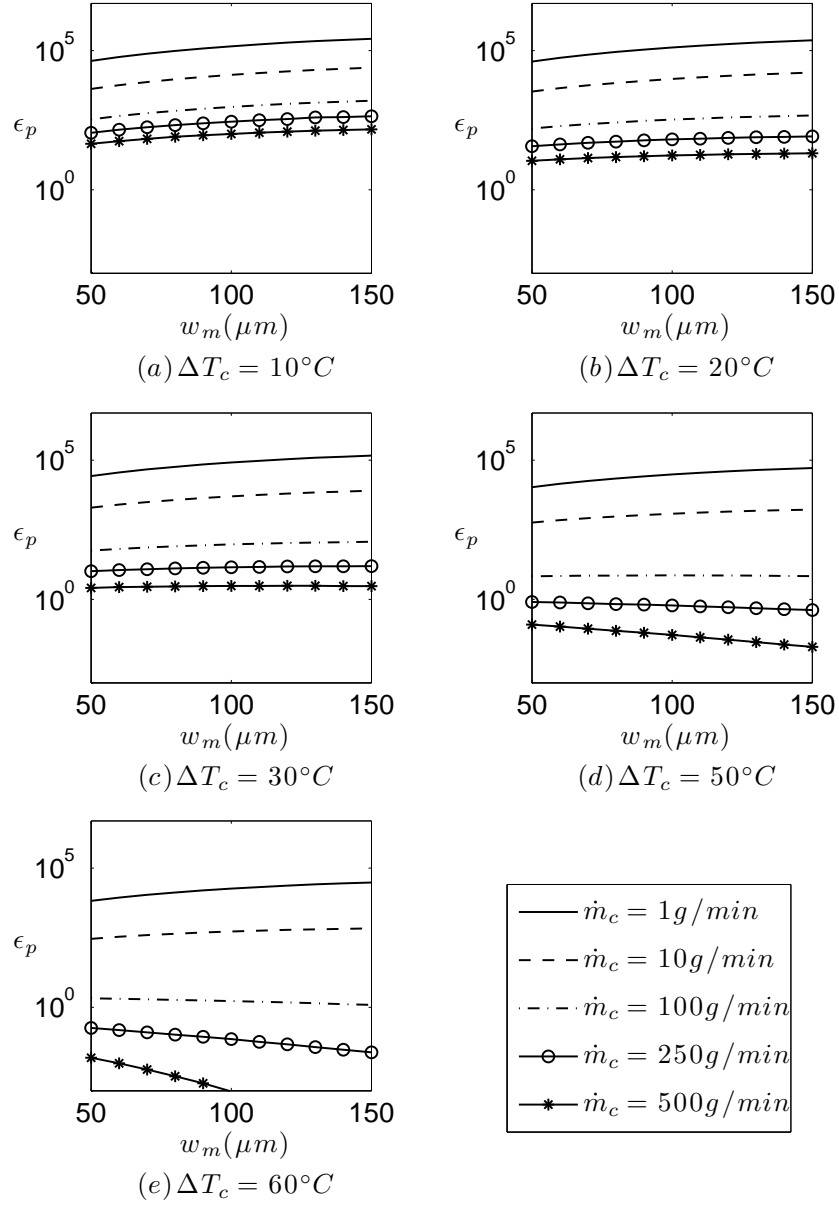 10^5
ϵ_p
10^0
50 100 150
w_m(μm)
(a) ΔT_c = 10°C
10^5
ϵ_p
10^0
50 100 150
w_m(μm)
(b) ΔT_c = 20°C
10^5
ϵ_p
10^0
50 100 150
w_m(μm)
(c) ΔT_c = 30°C
10^5
ϵ_p
10^0
50 100 150
w_m(μm)
(d) ΔT_c = 50°C
10^5
ϵ_p
10^0
50 100 150
w_m(μm)
(e) ΔT_c = 60°C
ṁ_c = 1g/min
ṁ_c = 10g/min
ṁ_c = 100g/min
ṁ_c = 250g/min
ṁ_c = 500g/min